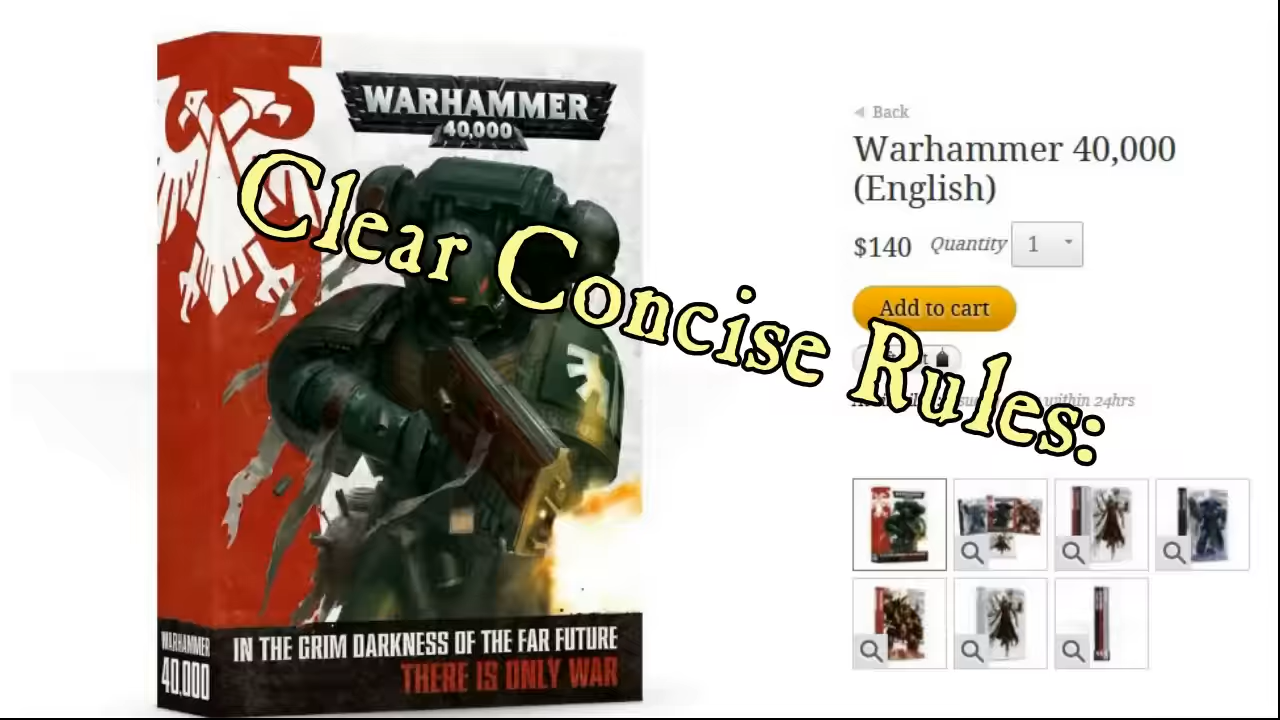 WARHAMMER
40,000
Clear Concise Rules:
WARHAMMER
40,000
IN THE GRIM DARKNESS OF THE FAR FUTURE
THERE IS ONLY WAR
Back
Warhammer 40,000
(English)
$140 Quantity 1
Add to cart
within 24hrs